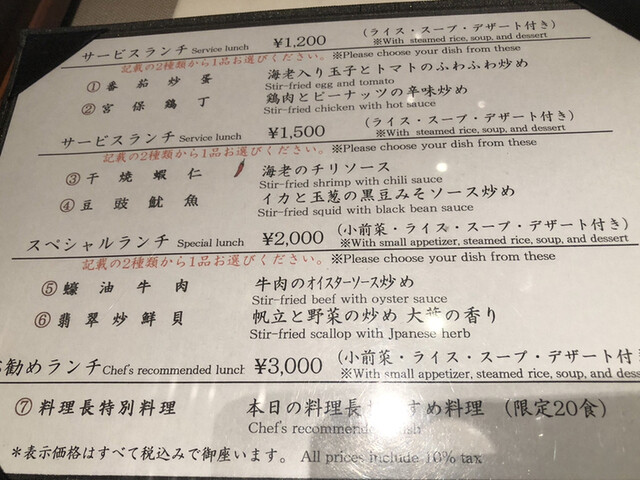 サービスランチ Service lunch ¥1,200 (ライス・スープ・デザート付き)
※With steamed rice, soup, and dessert
記載の2種類から1品お選びください。※Please choose your dish from these
① 番茄炒蛋 海老入り玉子とトマトのふわふわ炒め
Stir-fried egg and tomato
② 宮保鶏丁 鶏肉とピーナッツの辛味炒め
Stir-fried chicken with hot sauce
サービスランチ Service lunch ¥1,500 (ライス・スープ・デザート付き)
※With steamed rice, soup, and dessert
記載の2種類から1品お選びください。※Please choose your dish from these
③ 干焼蝦仁 海老のチリソース
Stir-fried shrimp with chili sauce
④ 豆豉魷魚 イカと玉葱の黒豆みそソース炒め
Stir-fried squid with black bean sauce
スペシャルランチ Special lunch ¥2,000 (小前菜・ライス・スープ・デザート付き)
※With small appetizer, steamed rice, soup, and dessert
記載の2種類から1品お選びください。※Please choose your dish from these
⑤ 蠔油牛肉 牛肉のオイスターソース炒め
Stir-fried beef with oyster sauce
⑥ 翡翠炒鮮貝 帆立と野菜の炒め 大葉の香り
Stir-fried scallop with Jpanese herb
勧めランチ Chef's recommended lunch ¥3,000 (小前菜・ライス・スープ・デザート付き
※With small appetizer, steamed rice, soup, and desse
⑦ 料理長特別料理 本日の料理長おすすめ料理 (限定20食)
Chef's recommended dish
*表示価格はすべて税込みで御座います。 All prices include 10% tax